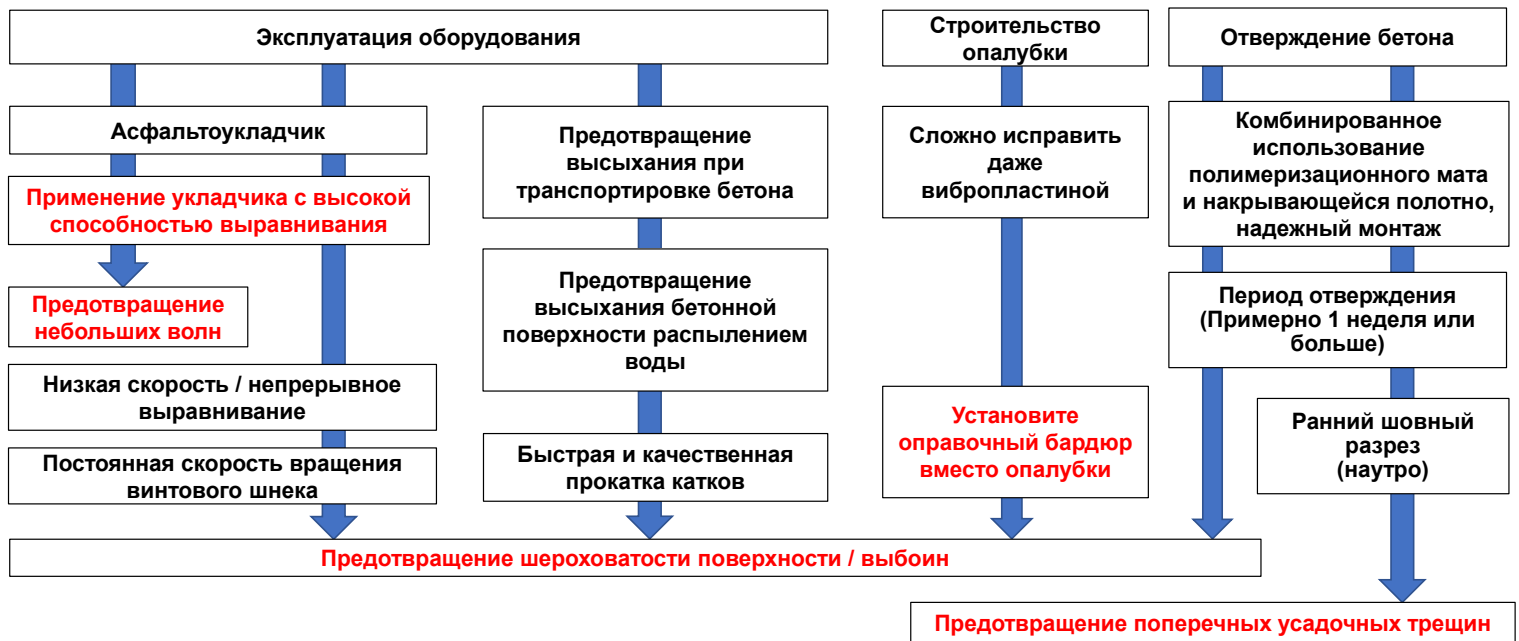 Эксплуатация оборудования
Строительство
опалубки
Отверждение бетона
Асфальтоукладчик
Применение укладчика с высокой
способностью выравнивания
Предотвращение
небольших волн
Низкая скорость / непрерывное
выравнивание
Постоянная скорость вращения
винтового шнека
Предотвращение
высыхания при
транспортировке бетона
Предотвращение
высыхания бетонной
поверхности распылением
воды
Быстрая и качественная
прокатка катков
Сложно исправить
даже
вибропластиной
Установите
оправочный бардюр
вместо опалубки
Комбинированное
использование
полимеризационного мата
и накрывающейся полотно,
надежный монтаж
Период отверждения
(Примерно 1 неделя или
больше)
Ранний шовный
разрез
(наутро)
Предотвращение шероховатости поверхности / выбоин
Предотвращение поперечных усадочных трещин